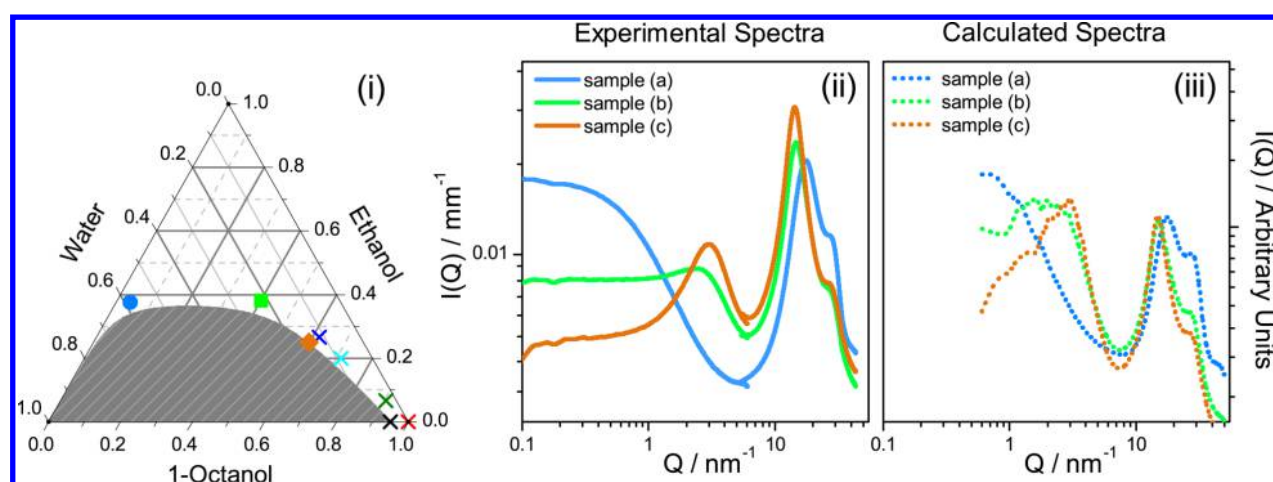 Experimental Spectra
Calculated Spectra
(i)
0.0
1.0
0.2
0.8
0.4
0.6
0.6
0.4
0.8
0.2
1.0
0.0
0.0
0.2
0.4
0.6
0.8
1.0
Water
Ethanol
1-Octanol
(ii)
sample (a)
sample (b)
sample (c)
I(Q) / mm⁻¹
0.01
0.1
1
10
Q / nm⁻¹
(iii)
sample (a)
sample (b)
sample (c)
I(Q) / Arbitrary Units
0.1
1
10
Q / nm⁻¹